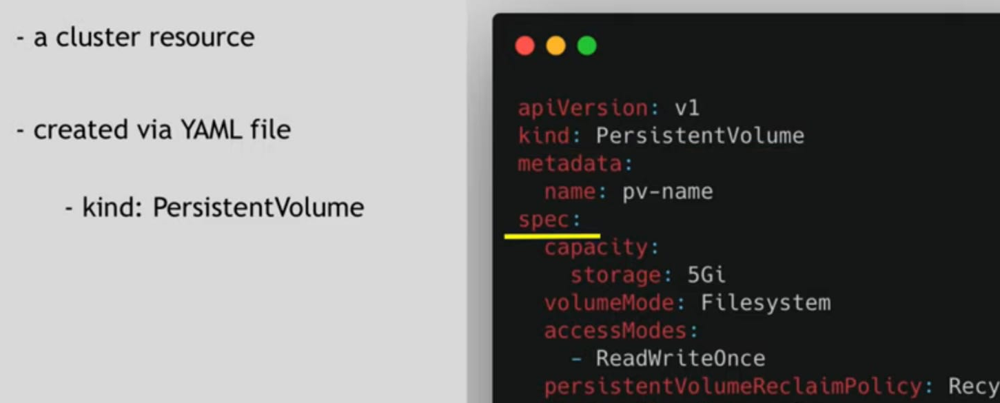 - a cluster resource
- created via YAML file
- kind: PersistentVolume
apiVersion: v1
kind: PersistentVolume
metadata:
  name: pv-name
spec:
  capacity:
    storage: 5Gi
  volumeMode: Filesystem
  accessModes:
    - ReadWriteOnce
  persistentVolumeReclaimPolicy: Recy